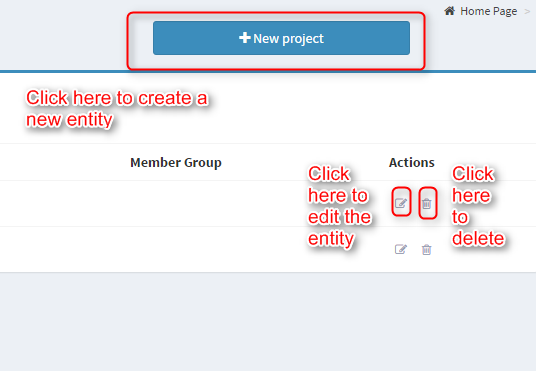 Home Page >
+ New project
Click here to create a
new entity
Member Group
Actions
Click
here to
edit the
entity
Click
here
to
delete